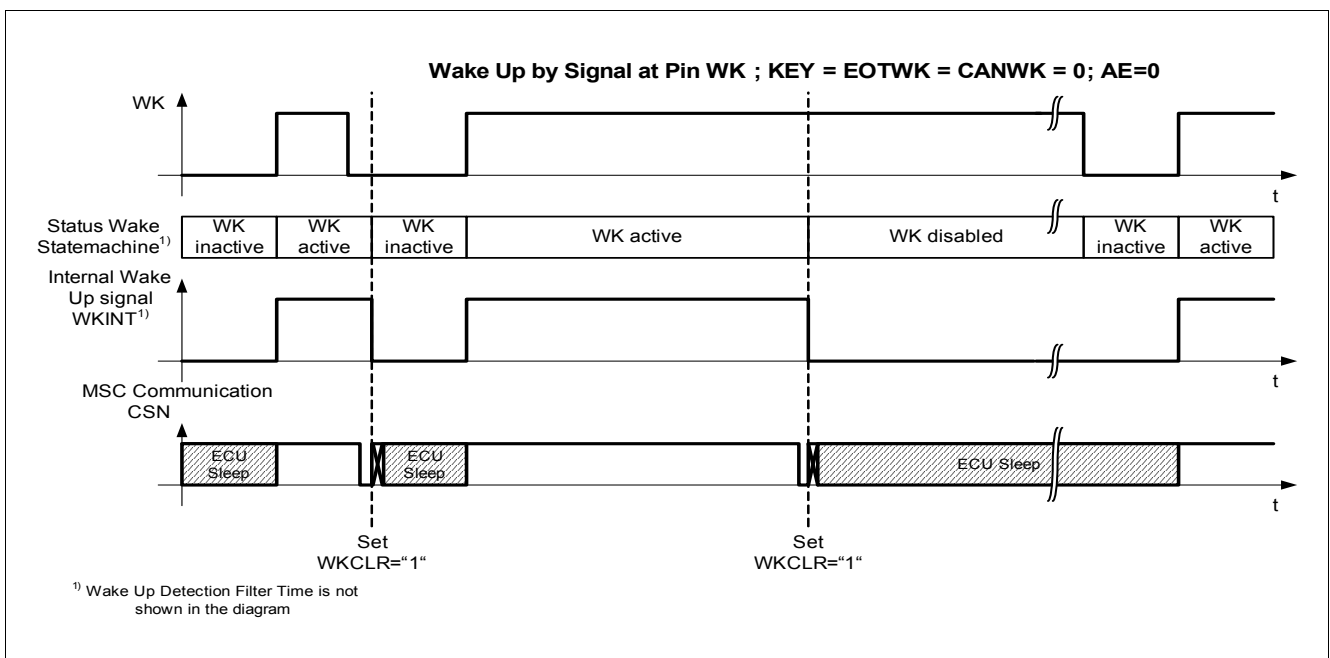 Wake Up by Signal at Pin WK ; KEY = EOTWK = CANWK = 0; AE=0
WK
t
Status Wake
Statemachine1)
WK
inactive
WK
active
WK
inactive
WK active
WK disabled
WK
inactive
WK
active
Internal Wake
Up signal
WKINT1)
t
MSC Communication
CSN
ECU
Sleep
ECU
Sleep
ECU Sleep
t
Set
WKCLR=“1“
Set
WKCLR=“1“
1) Wake Up Detection Filter Time is not
shown in the diagram